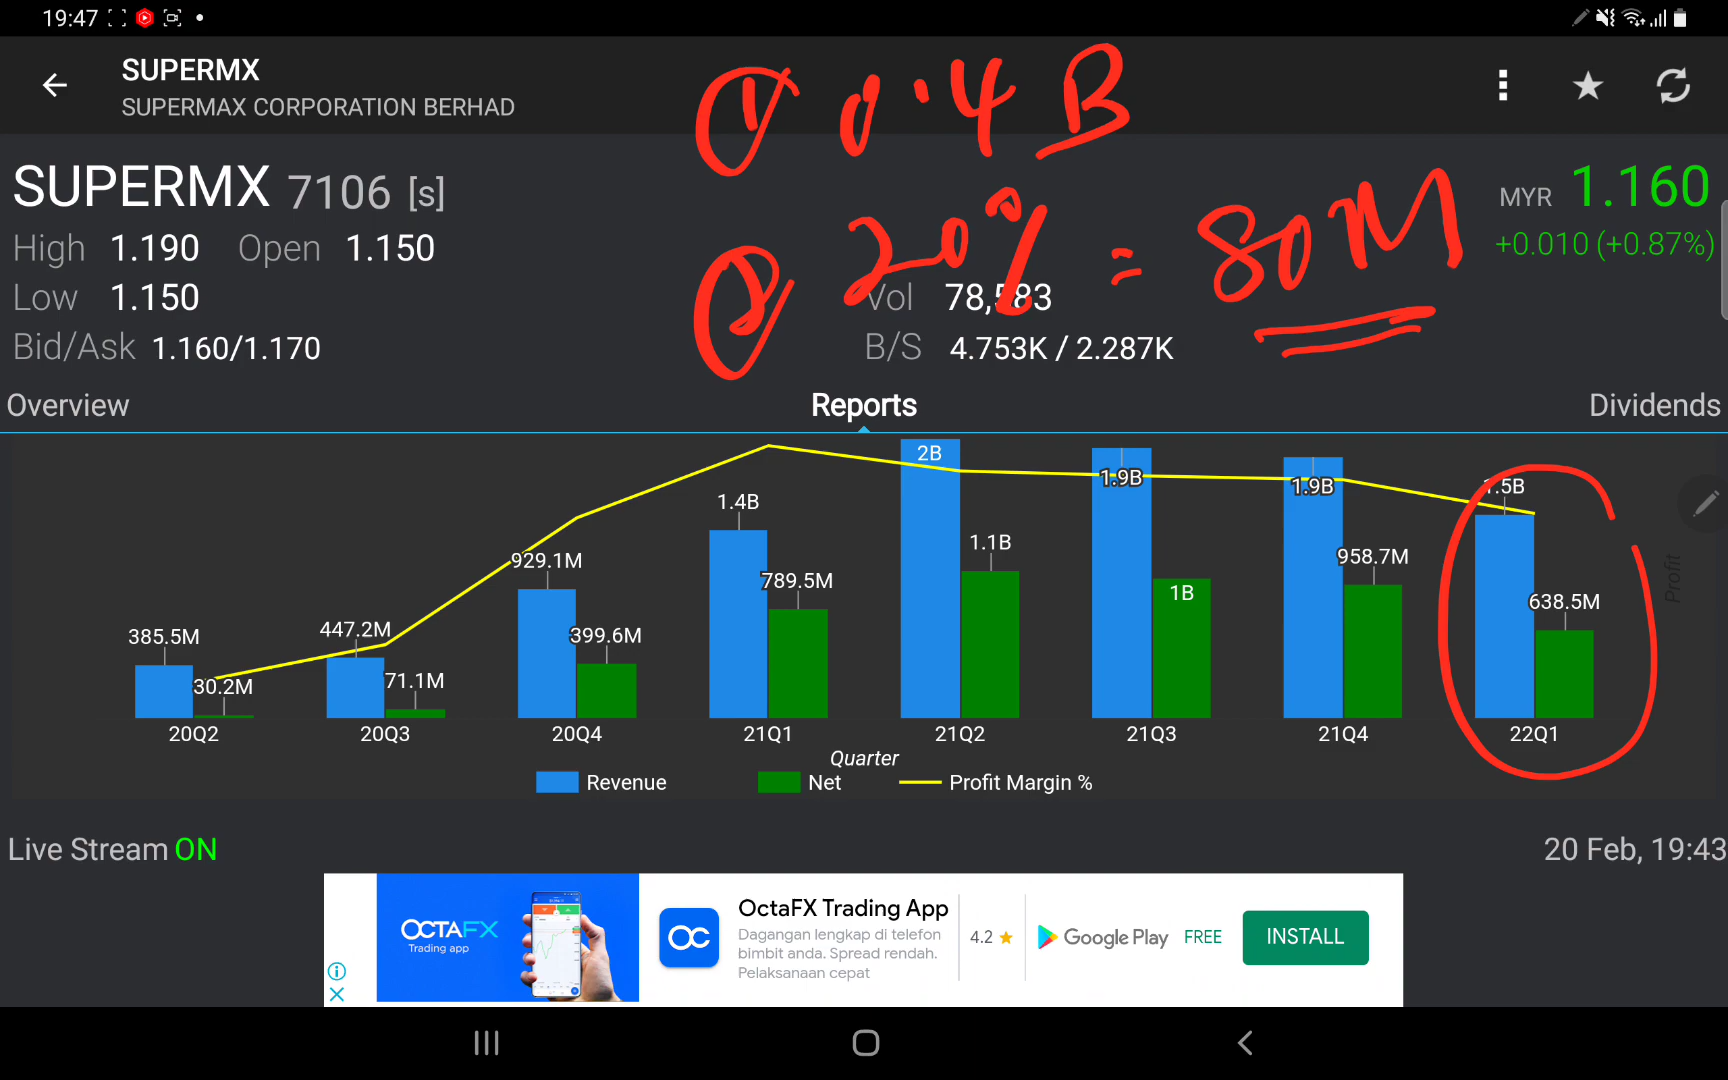 19:47
SUPERMX
SUPERMAX CORPORATION BERHAD
① 0.4 B
② 20% = 80M
SUPERMX 7106 [s]
MYR 1.160
+0.010 (+0.87%)
High 1.190 Open 1.150
Low 1.150
Vol 78,583
Bid/Ask 1.160/1.170
B/S 4.753K / 2.287K
Overview
Reports
Dividends
385.5M
30.2M
447.2M
71.1M
929.1M
399.6M
1.4B
789.5M
2B
1.1B
1.9B
1B
1.9B
958.7M
1.5B
638.5M
Profit
20Q2 20Q3 20Q4 21Q1 21Q2 21Q3 21Q4 22Q1
Quarter
Revenue Net Profit Margin %
Live Stream ON
20 Feb, 19:43
OCTAFX
Trading app
OC
OctaFX Trading App
Dagangan lengkap di telefon
bimbit anda. Spread rendah.
Pelaksanaan cepat
4.2
Google Play FREE
INSTALL